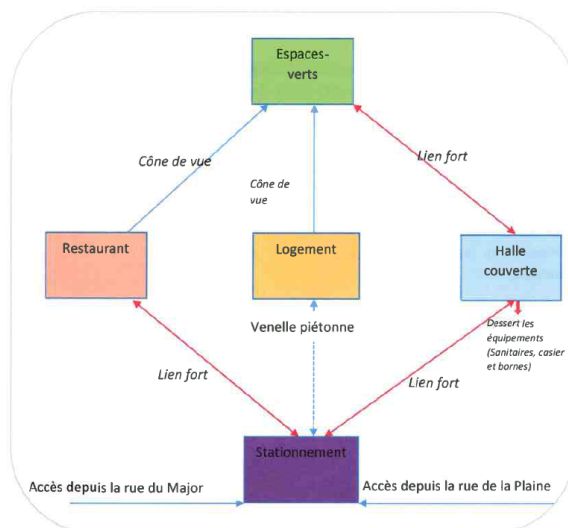 Espaces-
verts
Cône de vue
Cône de
vue
Lien fort
Restaurant
Logement
Halle
couverte
Venelle piétonne
Dessert les
équipements
(Sanitaires, casier
et bornes)
Lien fort
Lien fort
Stationnement
Accès depuis la rue du Major
Accès depuis la rue de la Plaine